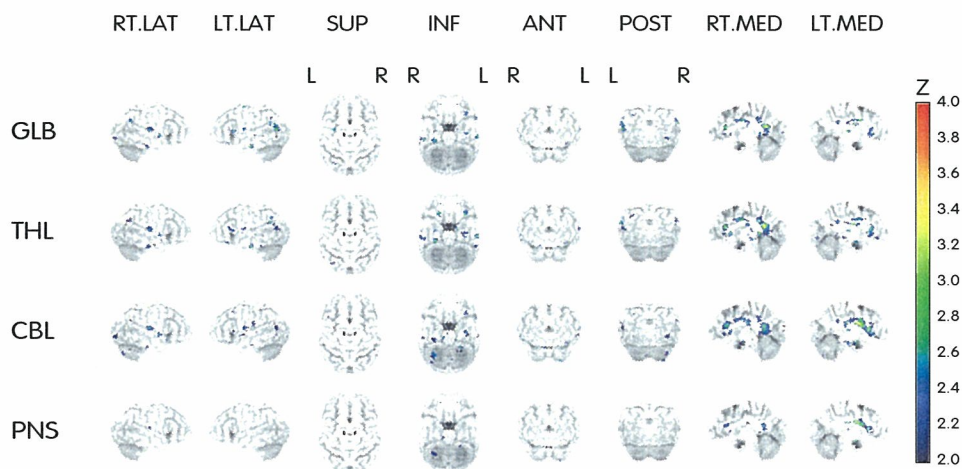 RT.LAT LT.LAT SUP INF ANT POST RT.MED LT.MED
L R R L R L L R
Z
GLB
THL
CBL
PNS
4.0
3.8
3.6
3.4
3.2
3.0
2.8
2.6
2.4
2.2
2.0